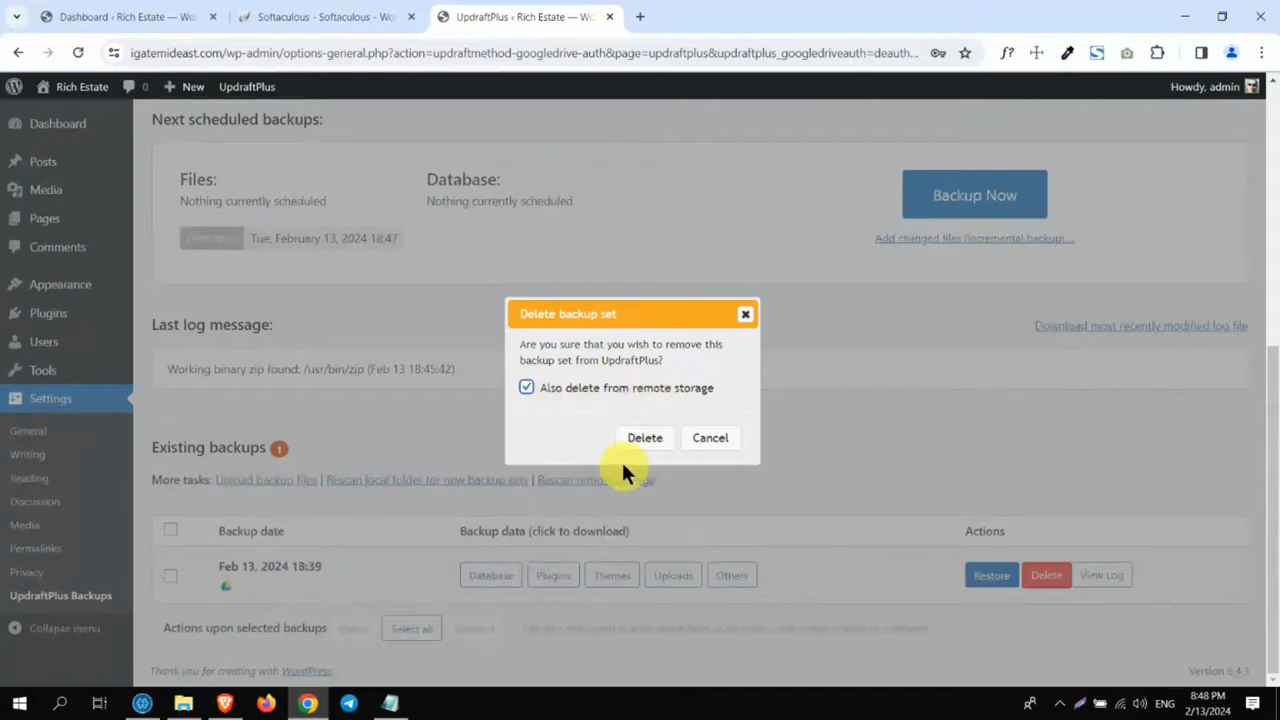 Dashboard ‹ Rich Estate — Wor
Softaculous - Softaculous - Wo
UpdraftPlus ‹ Rich Estate — Wo
igatemideast.com/wp-admin/options-general.php?action=updraftmethod-googledrive-auth&page=updraftplus&updraftplus_googledriveauth=deauth...
f?
Rich Estate
0
New
UpdraftPlus
Howdy, admin
Dashboard
Posts
Media
Pages
Comments
Appearance
Plugins
Users
Tools
Settings
General
Writing
Reading
Discussion
Media
Permalinks
Privacy
UpdraftPlus Backups
Collapse menu
Next scheduled backups:
Files:
Nothing currently scheduled
Database:
Nothing currently scheduled
Tue, February 13, 2024 18:47
Backup Now
Add changed files (incremental backup) ...
Last log message:
Download most recently modified log file
Working binary zip found: /usr/bin/zip (Feb 13 18:45:42)
Delete backup set
Are you sure that you wish to remove this
backup set from UpdraftPlus?
Also delete from remote storage
Delete
Cancel
Existing backups 1
More tasks: Upload backup files | Rescan local folder for new backup sets | Rescan
Backup date
Backup data (click to download)
Actions
Feb 13, 2024 18:39
Database
Plugins
Themes
Uploads
Others
Restore
Delete
View Log
Actions upon selected backups
Delete
Select all
Deselect
Thank you for creating with WordPress.
Version 6.4.3
ENG
8:48 PM
2/13/2024